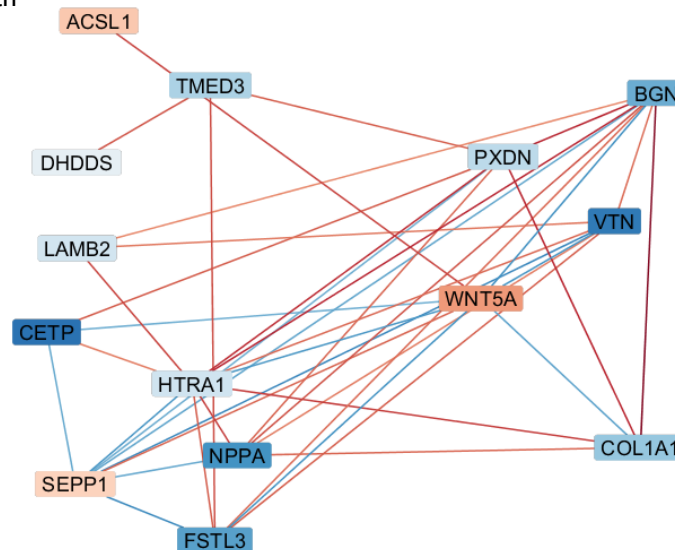 ACSL1
TMED3
BGN
PXDN
DHDDS
VTN
LAMB2
WNT5A
CETP
HTRA1
COL1A1
NPPA
SEPP1
FSTL3